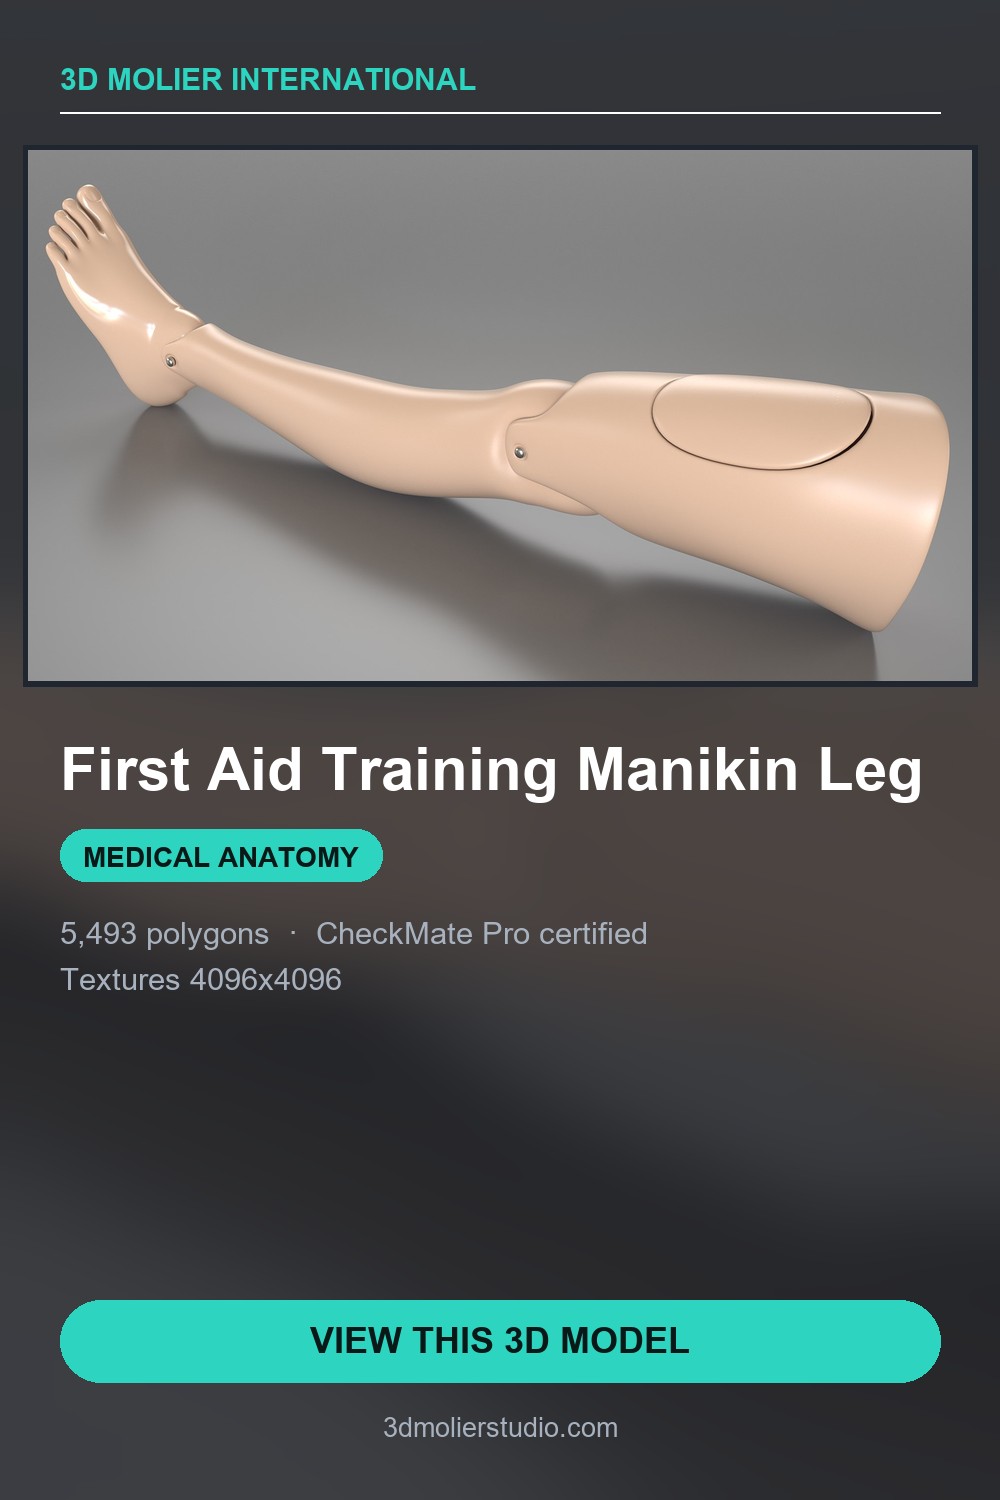 3D MOLIER INTERNATIONAL
First Aid Training Manikin Leg
MEDICAL ANATOMY
5,493 polygons · CheckMate Pro certified
Textures 4096x4096
VIEW THIS 3D MODEL
3dmolierstudio.com